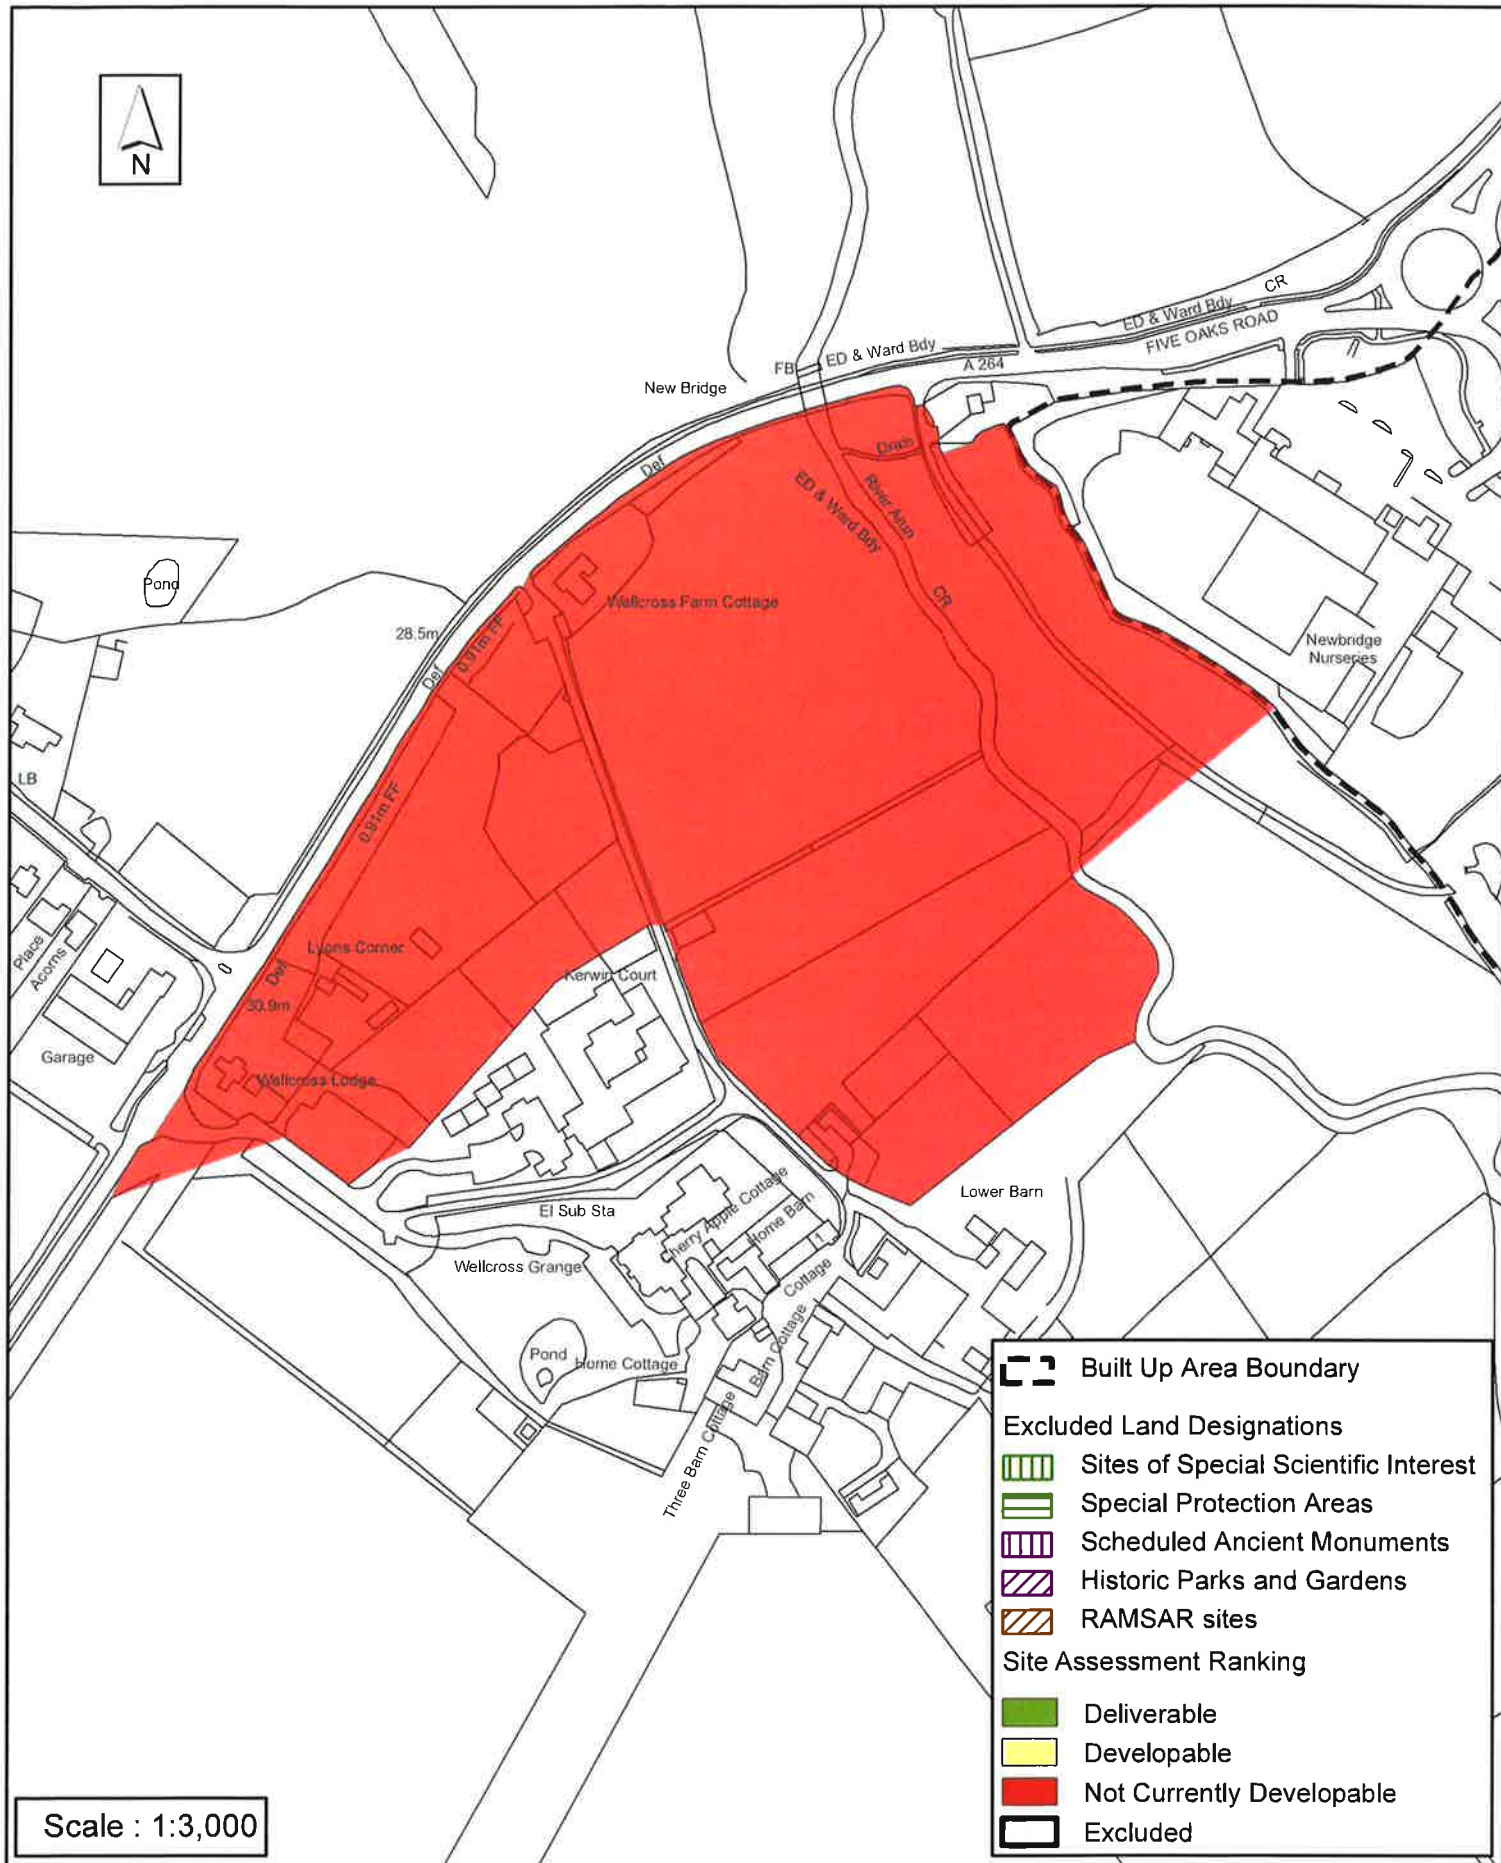 N
CR
ED & Ward Bdy
FIVE OAKS ROAD
ED & Ward Bdy
FB
A 264
New Bridge
Drain
Def
River Arun
ED & Ward Bdy
Pond
CR
Wellcross Farm Cottage
28.5m
0.91m FF
Newbridge
Nurseries
Def
LB
0.91m FF
Lyons Corner
Place
Acorns
Def
Kerwin Court
30.9m
Garage
Wellcross Lodge
Lower Barn
El Sub Sta
Cherry Apple Cottage
Home Barn
1
Wellcross Grange
Cottage
Pond
Home Cottage
Barn Cottage
Three Barn Cottage
Built Up Area Boundary
Excluded Land Designations
Sites of Special Scientific Interest
Special Protection Areas
Scheduled Ancient Monuments
Historic Parks and Gardens
RAMSAR sites
Site Assessment Ranking
Deliverable
Developable
Not Currently Developable
Excluded
Scale : 1:3,000